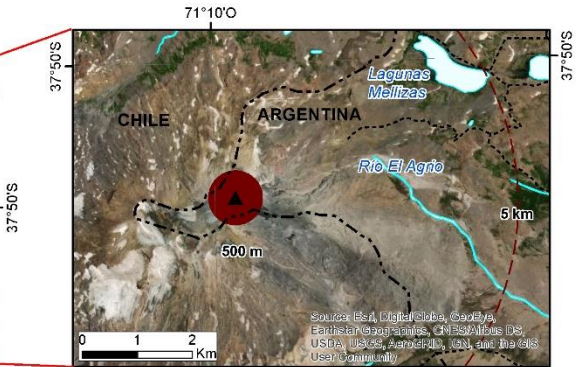 71°10'O
37°50'S
37°50'S
37°50'S
Lagunas
Mellizas
CHILE
ARGENTINA
Río El Agrio
5 km
500 m
Source: Esri, DigitalGlobe, GeoEye,
Earthstar Geographics, CNES/Airbus DS,
USDA, USGS, AeroGRID, IGN, and the GIS
User Community
0 1 2
Km